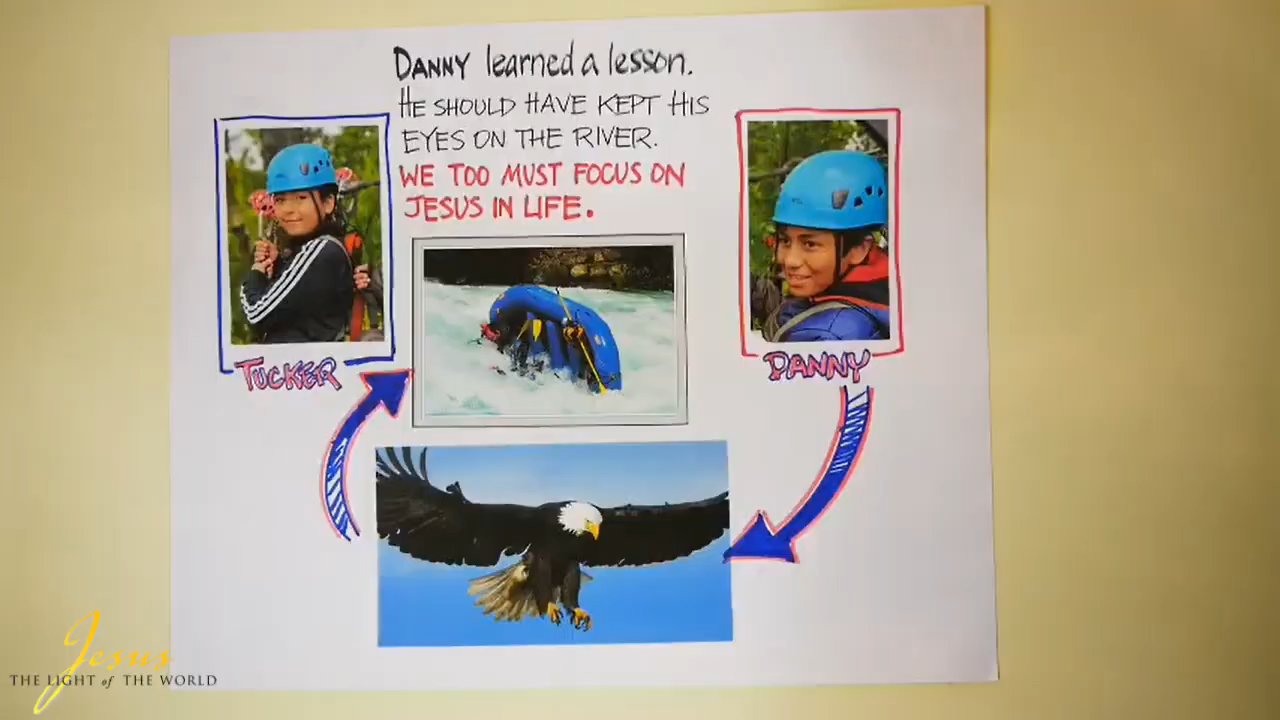 DANNY learned a lesson.
HE SHOULD HAVE KEPT HIS
EYES ON THE RIVER.
WE TOO MUST FOCUS ON
JESUS IN LIFE.
TUCKER
DANNY
Jesus
THE LIGHT of THE WORLD